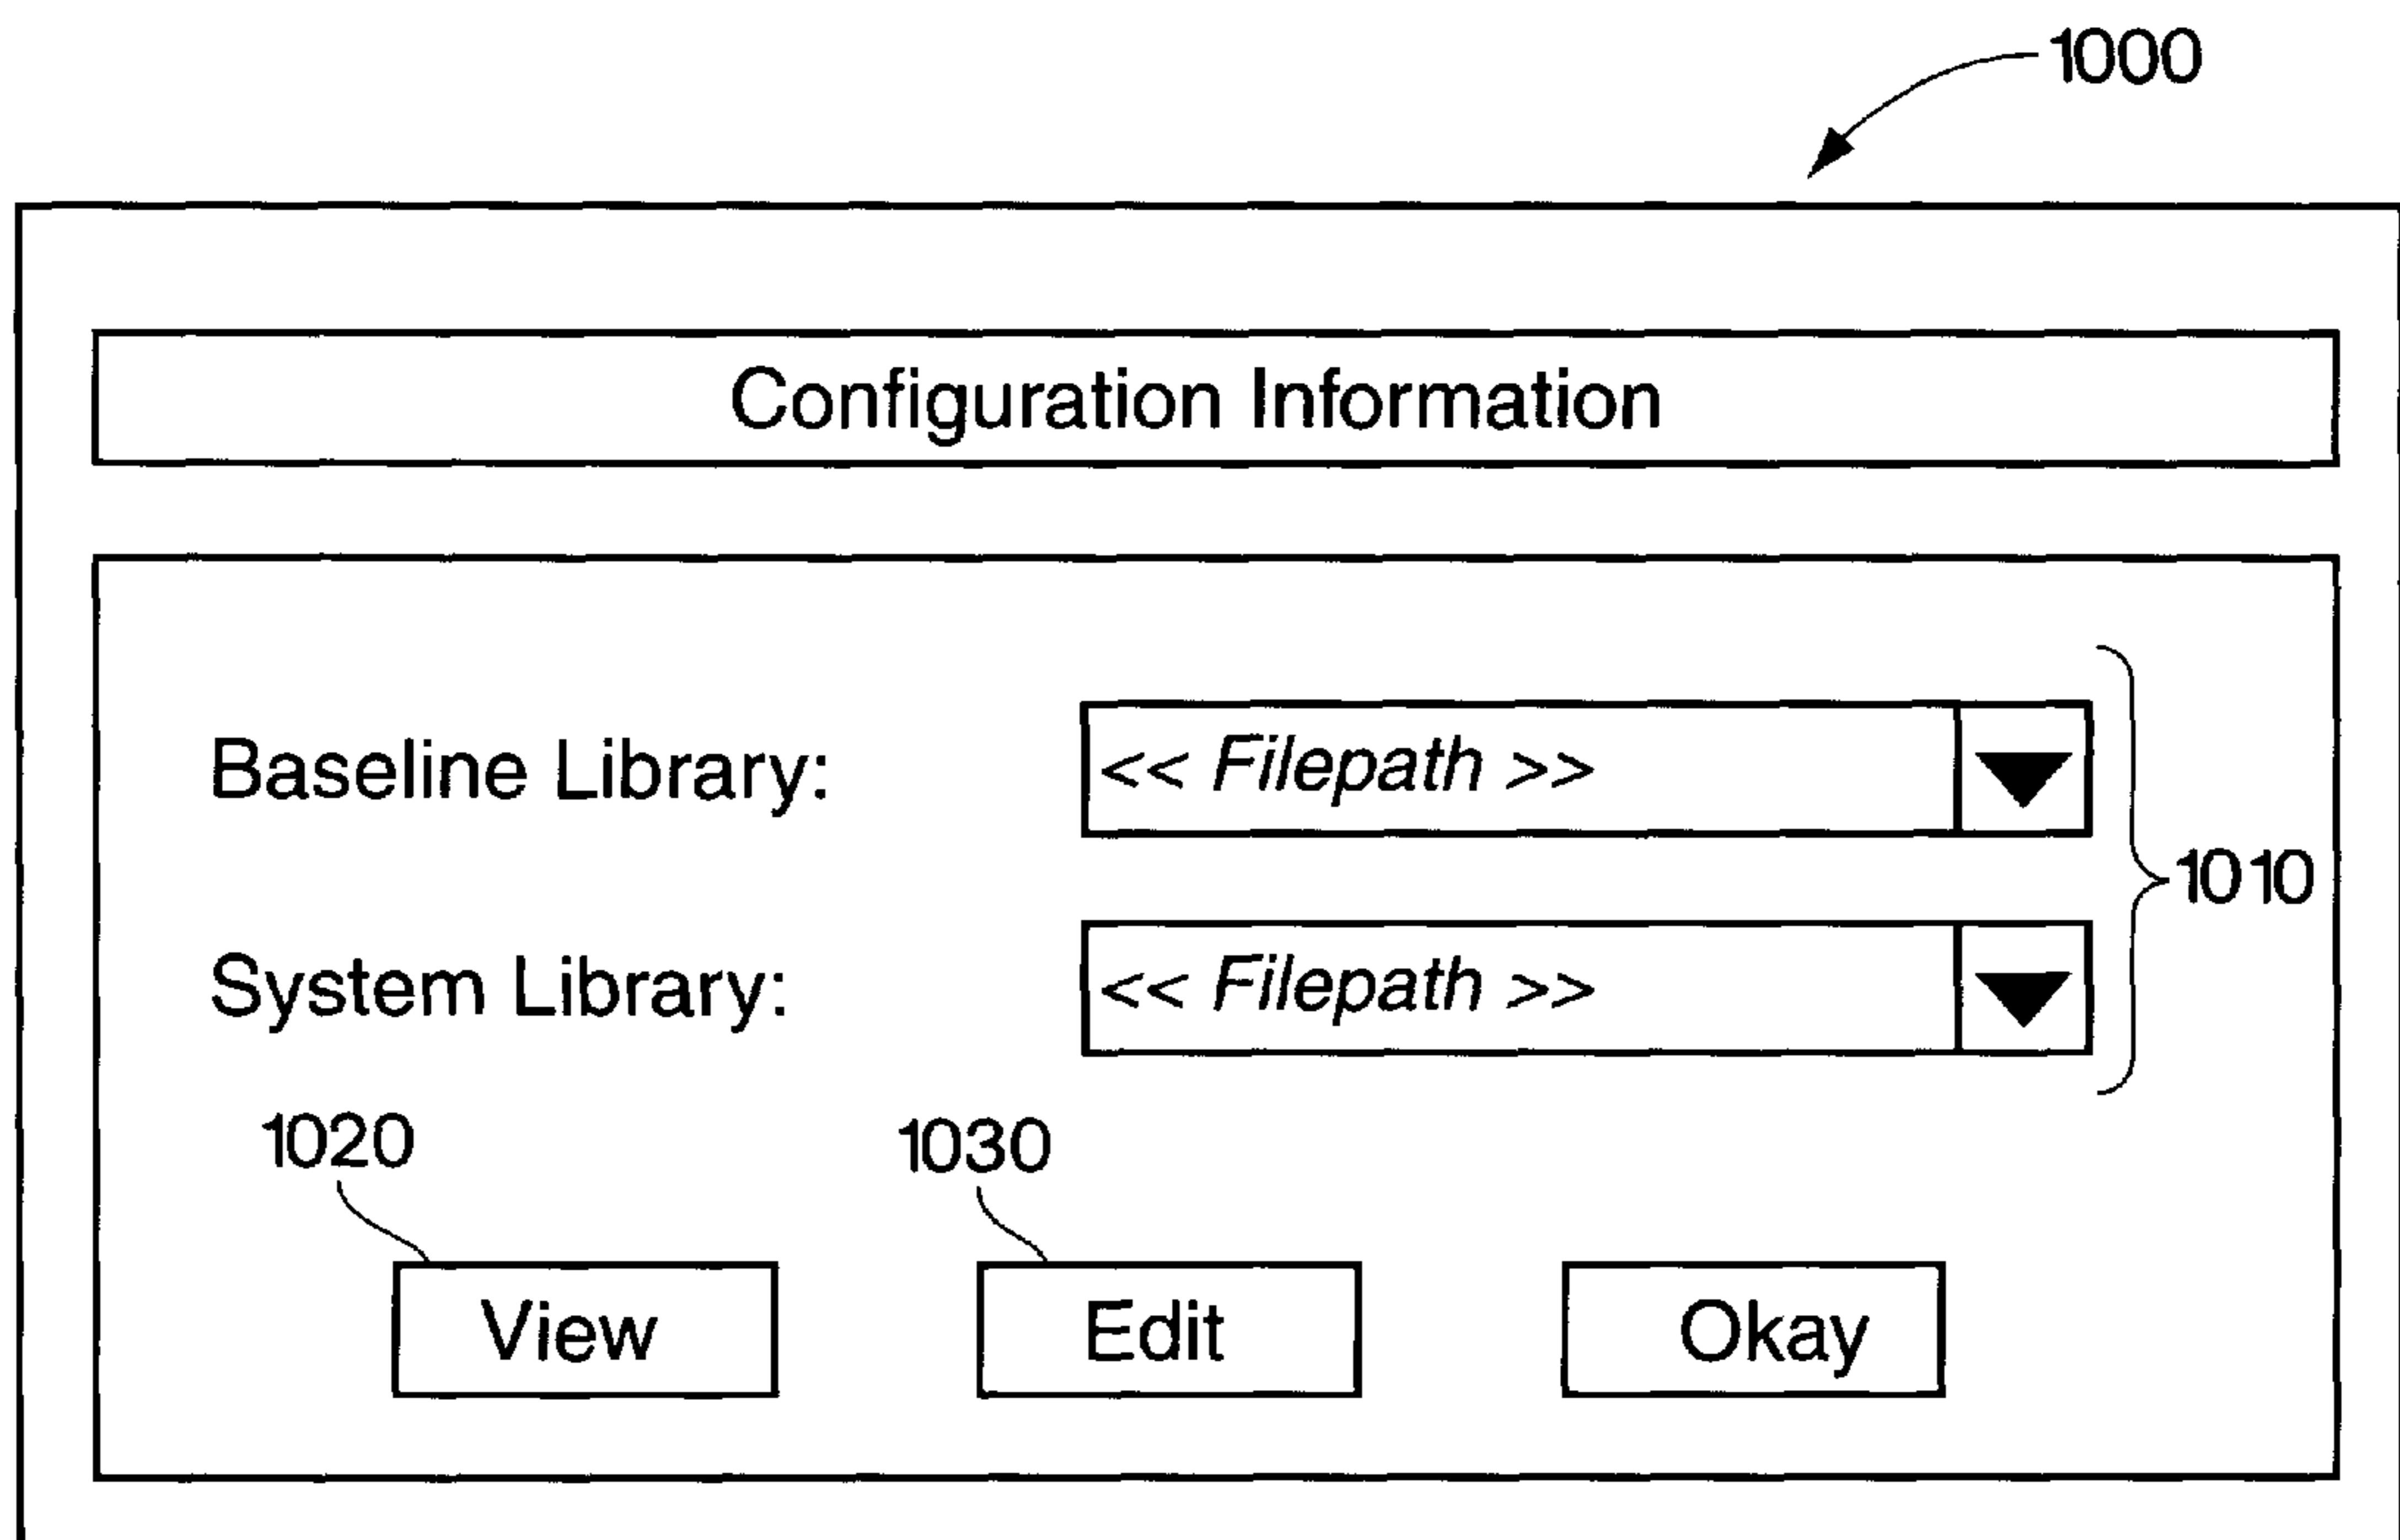 1000
Configuration Information
Baseline Library: << Filepath >>
1010
System Library: << Filepath >>
1020 1030
View Edit Okay